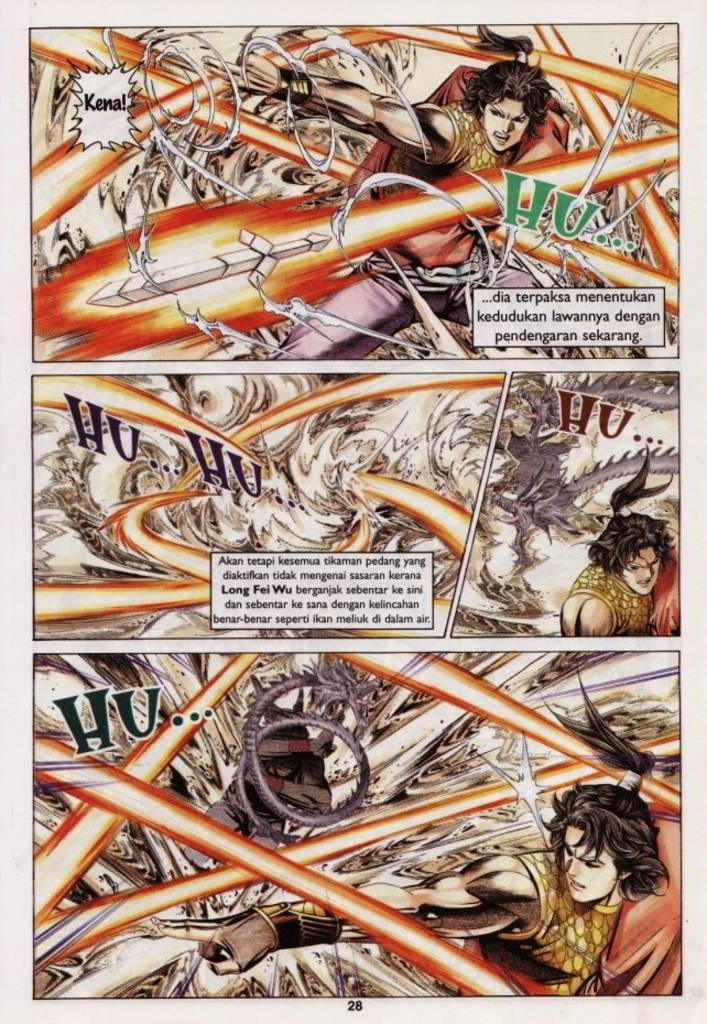 Kena!
HU...
...dia terpaksa menentukan
kedudukan lawannya dengan
pendengaran sekarang.
HU... HU...
Akan tetapi kesemua tikaman pedang yang
diaktifkan tidak mengenai sasaran kerana
Long Fei Wu berganjak sebentar ke sini
dan sebentar ke sana dengan kelincahan
benar-benar seperti ikan meliuk di dalam air.
HU...
HU...
28